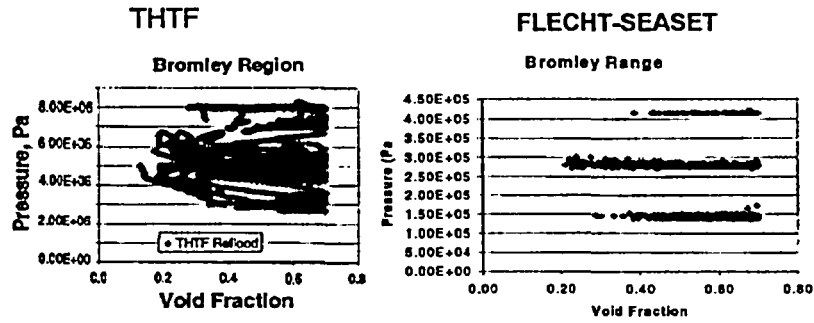 THTF
Bromley Region
Pressure, Pa
8.00E+06
6.00E+06
4.00E+06
2.00E+06
0.00E+00
THTF Reflood
0.0 0.2 0.4 0.6 0.8
Void Fraction
FLECHT-SEASET
Bromley Range
Pressure (Pa
4.50E+05
4.00E+05
3.50E+05
3.00E+05
2.50E+05
2.00E+05
1.50E+05
1.00E+05
5.00E+04
0.00E+00
0.00 0.20 0.40 0.60 0.80
Void Fraction